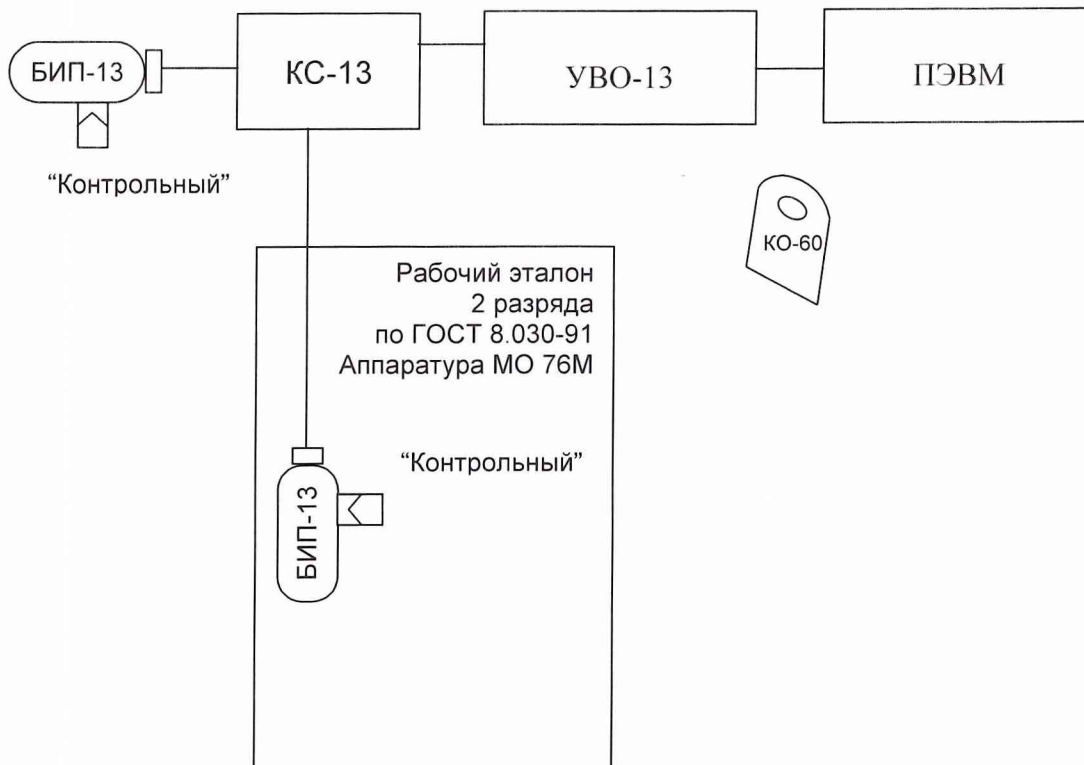 БИП-13
КС-13
УВО-13
ПЭВМ
“Контрольный”
КО-60
Рабочий эталон
2 разряда
по ГОСТ 8.030-91
Аппаратура МО 76М
“Контрольный”
БИП-13